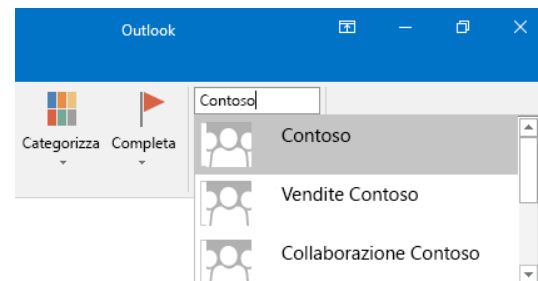 Outlook
Contoso
Categorizza Completa
Contoso
Vendite Contoso
Collaborazione Contoso